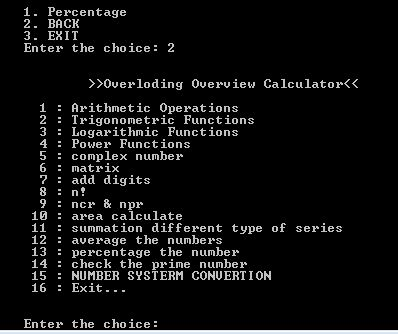 1. Percentage
2. BACK
3. EXIT
Enter the choice: 2
>>Overloding Overview Calculator<<
1 : Arithmetic Operations
2 : Trigonometric Functions
3 : Logarithmic Functions
4 : Power Functions
5 : complex number
6 : matrix
7 : add digits
8 : n!
9 : ncr & npr
10 : area calculate
11 : summation different type of series
12 : average the numbers
13 : percentage the number
14 : check the prime number
15 : NUMBER SYSTERM CONVERTION
16 : Exit...
Enter the choice: